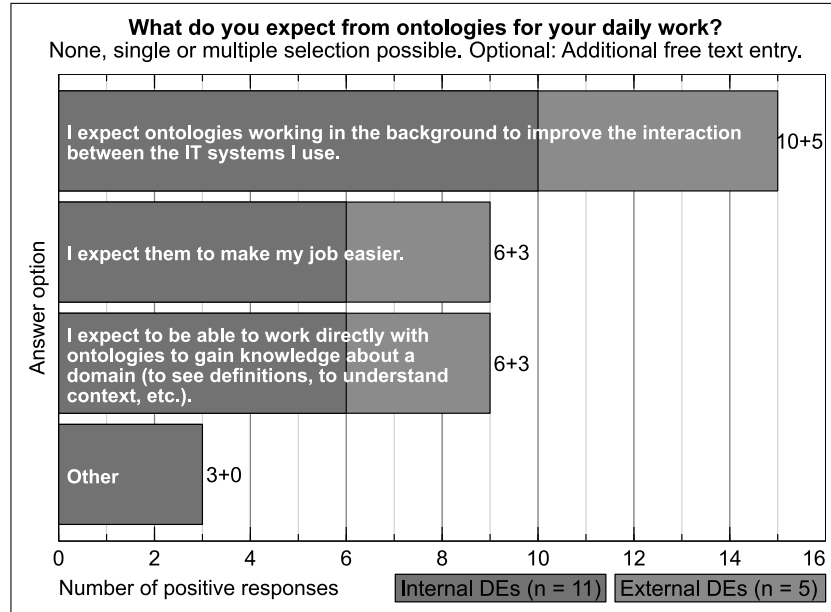 What do you expect from ontologies for your daily work?
None, single or multiple selection possible. Optional: Additional free text entry.
Answer option
I expect ontologies working in the background to improve the interaction
between the IT systems I use.
10+5
I expect them to make my job easier.
6+3
I expect to be able to work directly with
ontologies to gain knowledge about a
domain (to see definitions, to understand
context, etc.).
6+3
Other
3+0
0 2 4 6 8 10 12 14 16
Number of positive responses
Internal DEs (n = 11)
External DEs (n = 5)